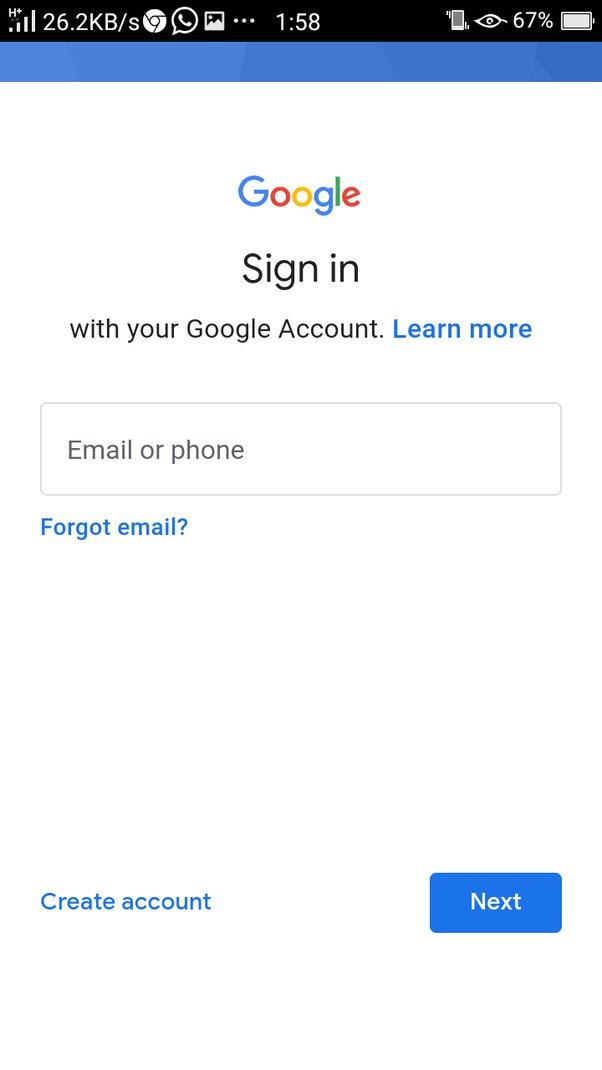 H+ 26.2KB/s ... 1:58 67%
Google
Sign in
with your Google Account. Learn more
Email or phone
Forgot email?
Create account Next